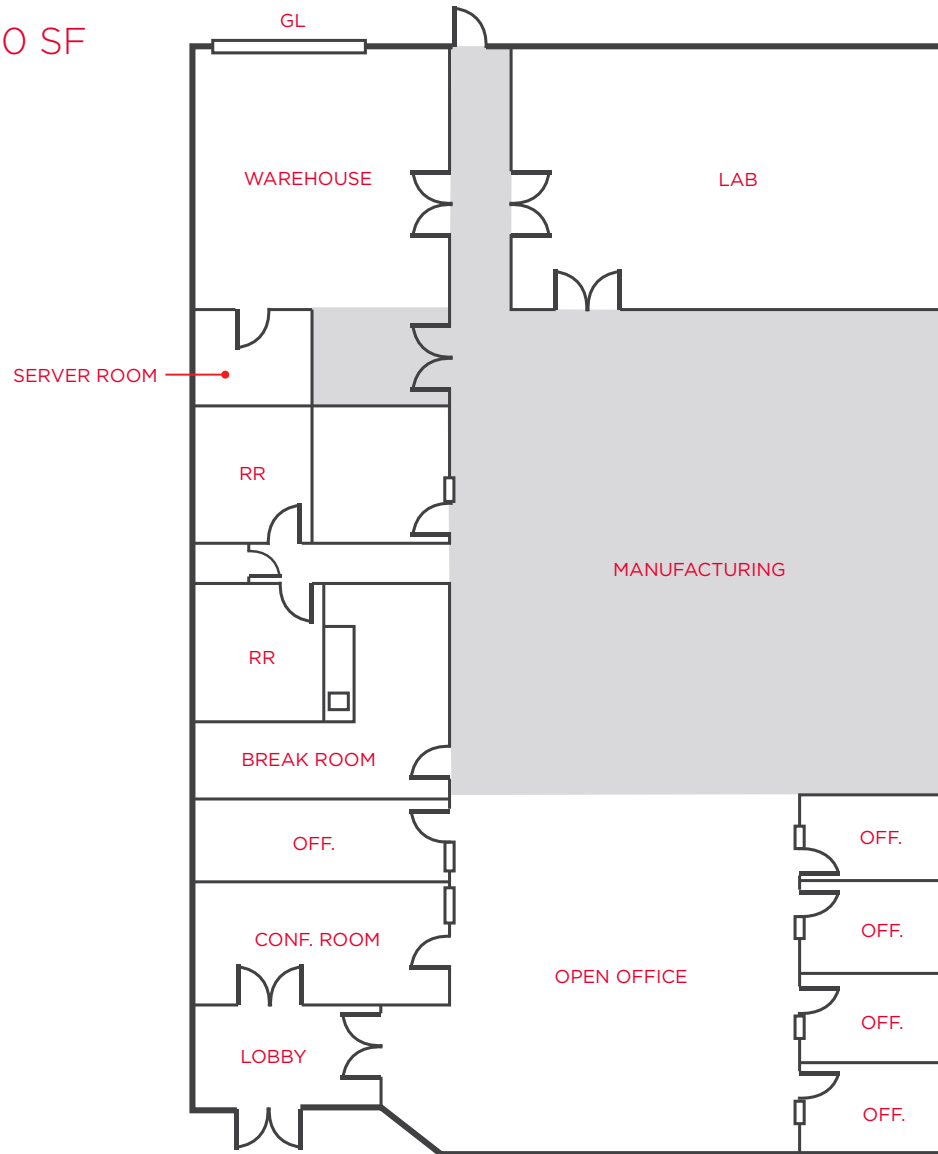 GL
0 SF
WAREHOUSE
LAB
SERVER ROOM
RR
MANUFACTURING
RR
BREAK ROOM
OFF.
OFF.
OFF.
CONF. ROOM
OPEN OFFICE
OFF.
LOBBY
OFF.